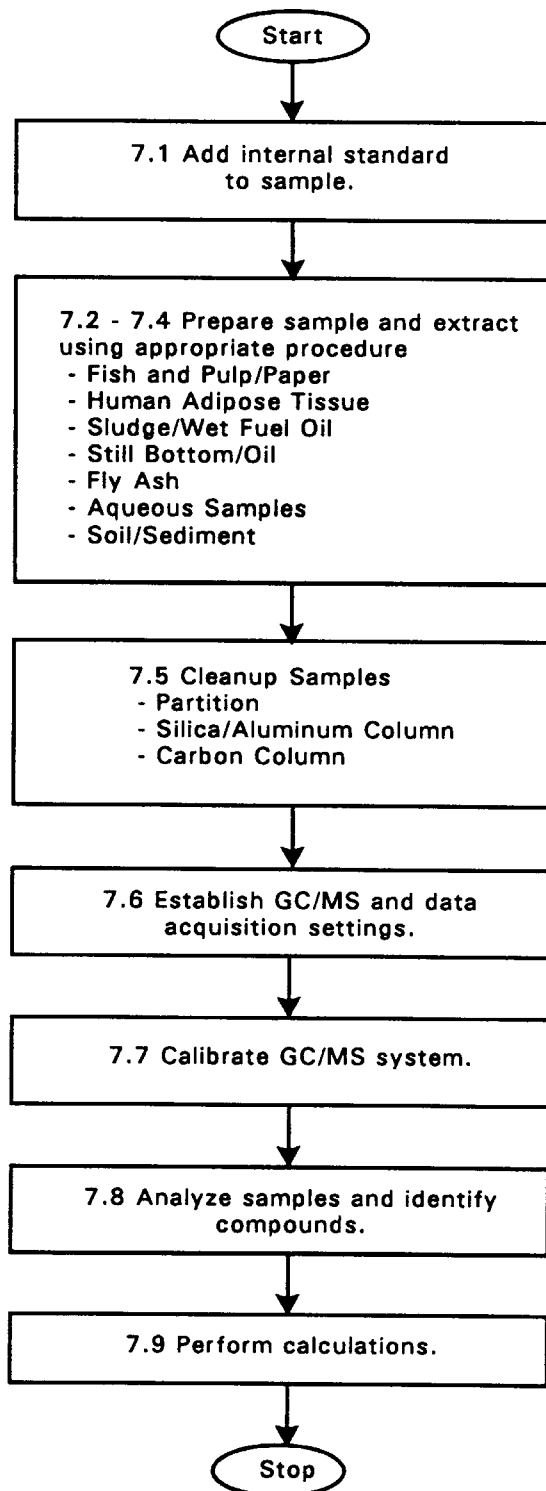 Start
7.1 Add internal standard
to sample.
7.2 - 7.4 Prepare sample and extract
using appropriate procedure
- Fish and Pulp/Paper
- Human Adipose Tissue
- Sludge/Wet Fuel Oil
- Still Bottom/Oil
- Fly Ash
- Aqueous Samples
- Soil/Sediment
7.5 Cleanup Samples
- Partition
- Silica/Aluminum Column
- Carbon Column
7.6 Establish GC/MS and data
acquisition settings.
7.7 Calibrate GC/MS system.
7.8 Analyze samples and identify
compounds.
7.9 Perform calculations.
Stop